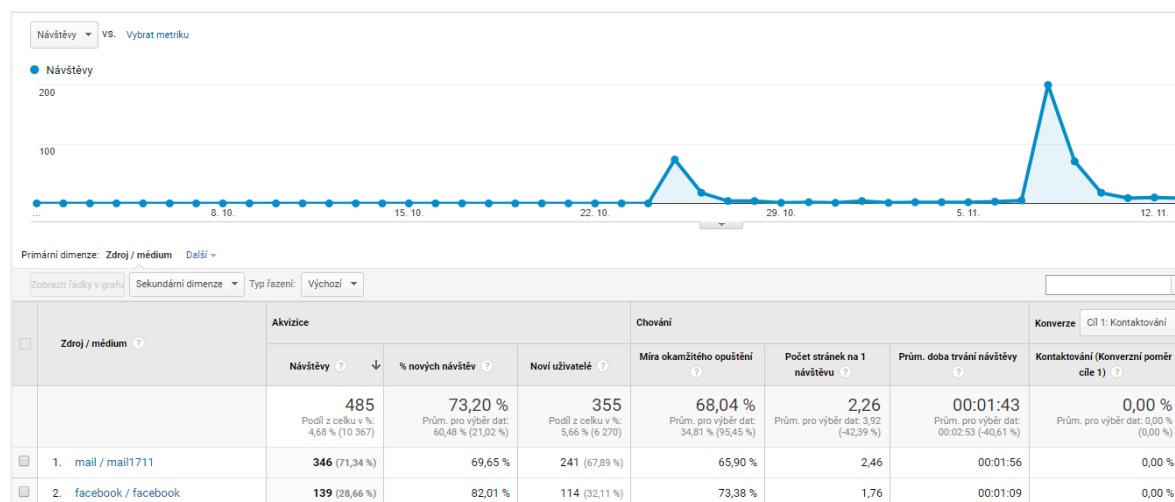 Návštěvy VS. Vybrat metriku
Návštěvy
200
100
... 8. 10. 15. 10. 22. 10. 29. 10. 5. 11. 12. 11.
Primární dimenze: Zdroj / médium Další
Zobrazit řádky v grafu Sekundární dimenze Typ řazení: Výchozí
Zdroj / médium ?
Akvizice
Chování
Konverze Cíl 1: Kontaktování
Návštěvy ?
% nových návštěv ?
Noví uživatelé ?
Míra okamžitého opuštění
?
Počet stránek na 1
návštěvu ?
Prům. doba trvání návštěvy
?
Kontaktování (Konverzní poměr
cíle 1) ?
485
Podíl z celku v %:
4,68 % (10 367)
73,20 %
Prům. pro výběr dat:
60,48 % (21,02 %)
355
Podíl z celku v %:
5,66 % (6 270)
68,04 %
Prům. pro výběr dat:
34,81 % (95,45 %)
2,26
Prům. pro výběr dat: 3,92
(-42,39 %)
00:01:43
Prům. pro výběr dat:
00:02:53 (-40,61 %)
0,00 %
Prům. pro výběr dat: 0,00 %
(0,00 %)
1. mail / mail1711 346 (71,34 %) 69,65 % 241 (67,89 %) 65,90 % 2,46 00:01:56 0,00 %
2. facebook / facebook 139 (28,66 %) 82,01 % 114 (32,11 %) 73,38 % 1,76 00:01:09 0,00 %